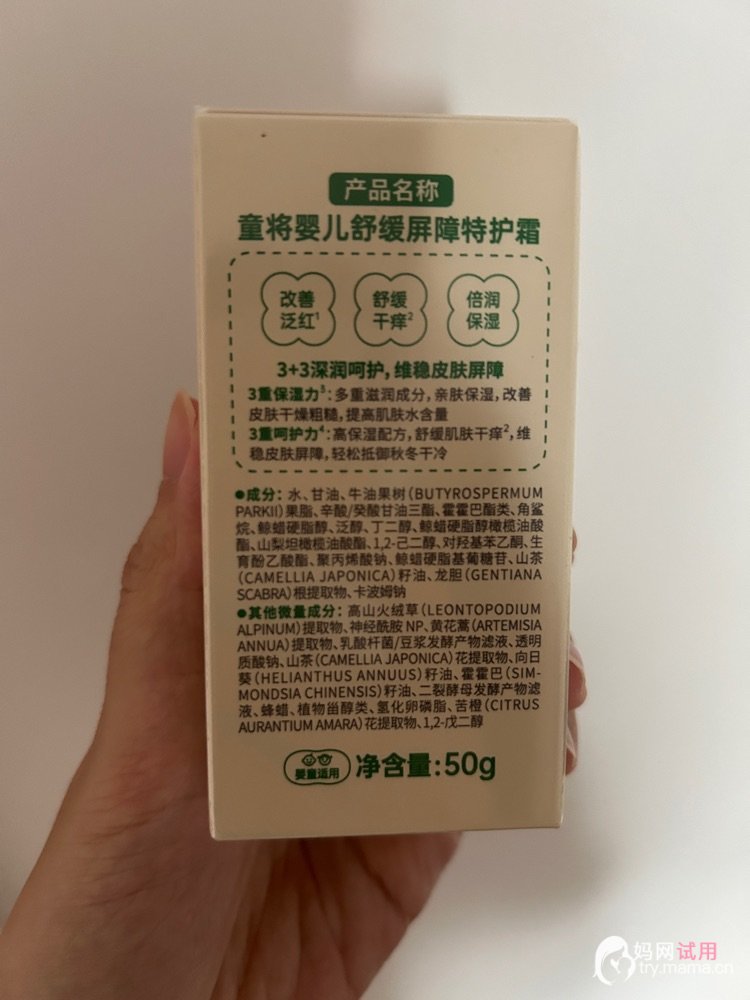 产品名称
童将婴儿舒缓屏障特护霜
改善 舒缓 倍润
泛红¹ 干痒² 保湿
3+3深润呵护，维稳皮肤屏障
3重保湿力³：多重滋润成分，亲肤保湿，改善
皮肤干燥粗糙，提高肌肤水含量
3重呵护力⁴：高保湿配方，舒缓肌肤干痒²，维
稳皮肤屏障，轻松抵御秋冬干冷
●成分：水、甘油、牛油果树（BUTYROSPERMUM
PARKII）果脂、辛酸/癸酸甘油三酯、霍霍巴酯类、角鲨
烷、鲸蜡硬脂醇、泛醇、丁二醇、鲸蜡硬脂醇橄榄油酸
酯、山梨坦橄榄油酸酯、1,2-己二醇、对羟基苯乙酮、生
育酚乙酸酯、聚丙烯酸钠、鲸蜡硬脂基葡糖苷、山茶
（CAMELLIA JAPONICA）籽油、龙胆（GENTIANA
SCABRA）根提取物、卡波姆钠
●其他微量成分：高山火绒草（LEONTOPODIUM
ALPINUM）提取物、神经酰胺 NP、黄花蒿（ARTEMISIA
ANNUA）提取物、乳酸杆菌/豆浆发酵产物滤液、透明
质酸钠、山茶（CAMELLIA JAPONICA）花提取物、向日
葵（HELIANTHUS ANNUUS）籽油、霍霍巴（SIM-
MONDSIA CHINENSIS）籽油、二裂酵母发酵产物滤
液、蜂蜡、植物甾醇类、氢化卵磷脂、苦橙（CITRUS
AURANTIUM AMARA）花提取物、1,2-戊二醇
婴童适用 净含量：50g
妈网试用
try.mama.cn